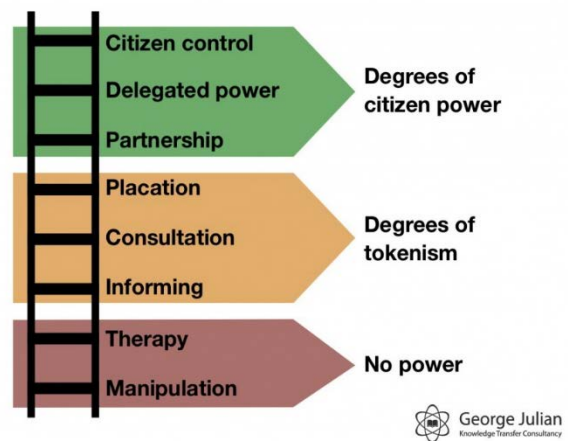 Citizen control
Delegated power
Partnership
Degrees of
citizen power
Placation
Consultation
Informing
Degrees of
tokenism
Therapy
Manipulation
No power
George Julian
Knowledge Transfer Consultancy